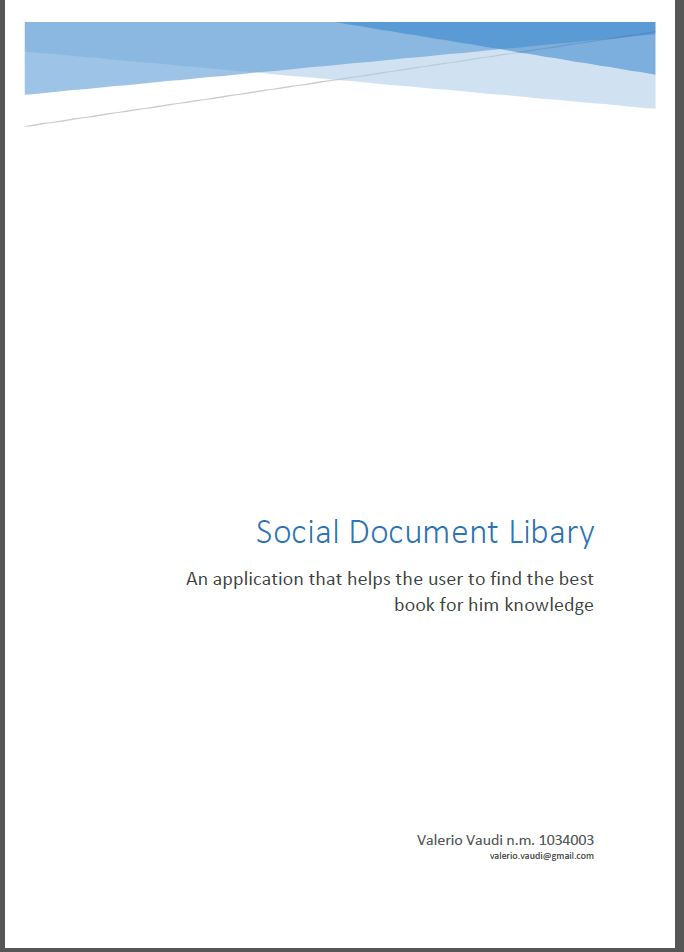 Social Document Libary
An application that helps the user to find the best
book for him knowledge
Valerio Vaudi n.m. 1034003
valerio.vaudi@gmail.com